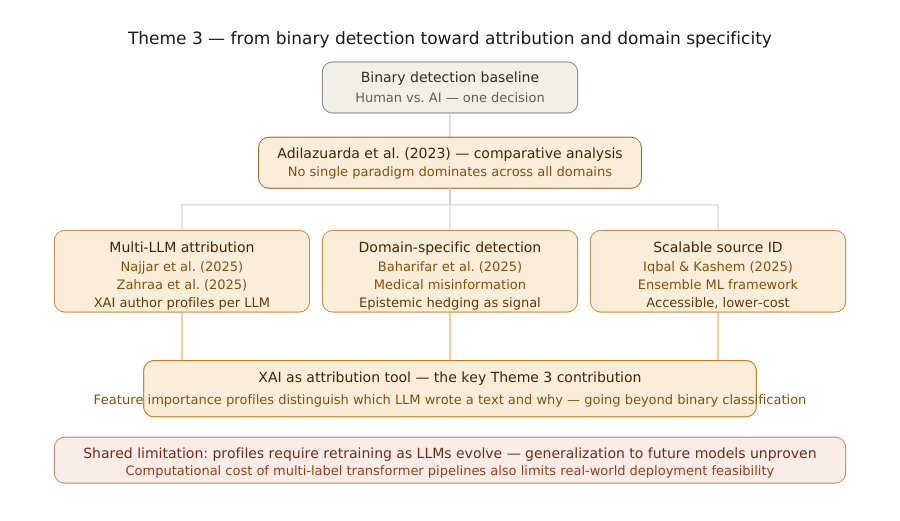 Theme 3 — from binary detection toward attribution and domain specificity
Binary detection baseline
Human vs. AI — one decision
Adilazuarda et al. (2023) — comparative analysis
No single paradigm dominates across all domains
Multi-LLM attribution
Najjar et al. (2025)
Zahraa et al. (2025)
XAI author profiles per LLM
Domain-specific detection
Baharifar et al. (2025)
Medical misinformation
Epistemic hedging as signal
Scalable source ID
Iqbal & Kashem (2025)
Ensemble ML framework
Accessible, lower-cost
XAI as attribution tool — the key Theme 3 contribution
Feature importance profiles distinguish which LLM wrote a text and why — going beyond binary classification
Shared limitation: profiles require retraining as LLMs evolve — generalization to future models unproven
Computational cost of multi-label transformer pipelines also limits real-world deployment feasibility